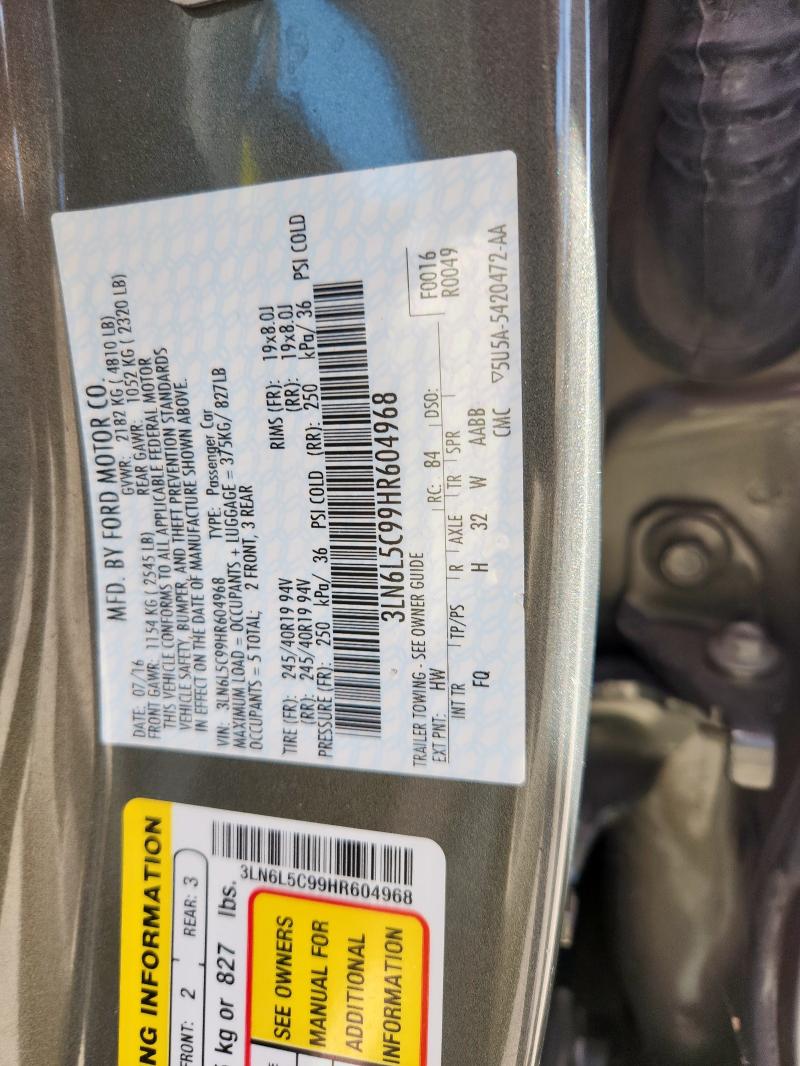 MFD. BY FORD MOTOR CO.
DATE: 07/16 GVWR: 2182 KG ( 4810 LB)
FRONT GAWR: 1154 KG ( 2545 LB) REAR GAWR: 1052 KG ( 2320 LB)
THIS VEHICLE CONFORMS TO ALL APPLICABLE FEDERAL MOTOR
VEHICLE SAFETY, BUMPER, AND THEFT PREVENTION STANDARDS
IN EFFECT ON THE DATE OF MANUFACTURE SHOWN ABOVE.
VIN: 3LN6L5C99HR604968 TYPE: Passenger Car
MAXIMUM LOAD = OCCUPANTS + LUGGAGE = 375KG/ 827LB
OCCUPANTS = 5 TOTAL; 2 FRONT, 3 REAR
TIRE (FR): 245/40R19 94V RIMS (FR): 19x8.0J
(RR): 245/40R19 94V (RR): 19x8.0J
PRESSURE (FR): 250 kPa/ 36 PSI COLD (RR): 250 kPa/ 36 PSI COLD
3LN6L5C99HR604968
TRAILER TOWING - SEE OWNER GUIDE
EXT PNT: HW RC: 84 DSO: F0016
R0049
INT TR TP/PS R AXLE TR SPR
FQ H 32 W AABB
CMC ▽5U5A-5420472-AA
NG INFORMATION
FRONT: 2 REAR: 3
kg or 827 lbs.
3LN6L5C99HR604968
SEE OWNERS
MANUAL FOR
ADDITIONAL
INFORMATION